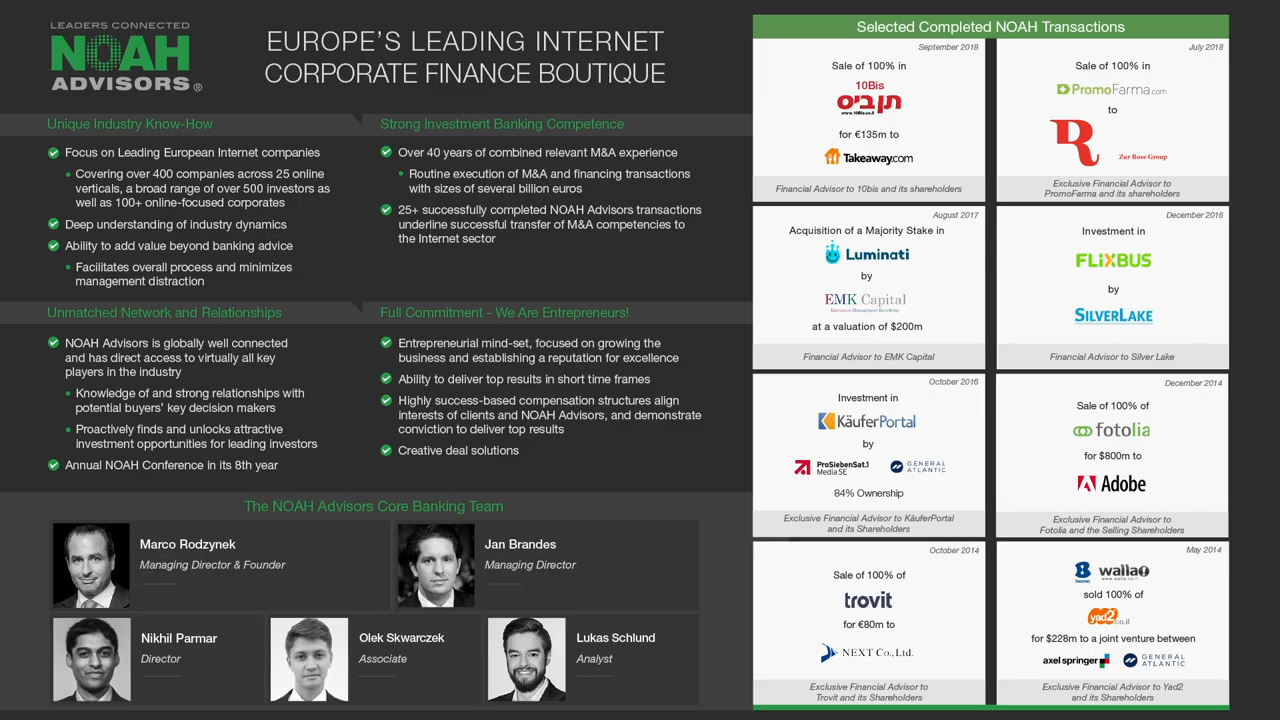 LEADERS CONNECTED
NOAH
ADVISORS®
EUROPE'S LEADING INTERNET
CORPORATE FINANCE BOUTIQUE
Unique Industry Know-How
Focus on Leading European Internet companies
• Covering over 400 companies across 25 online
verticals, a broad range of over 500 investors as
well as 100+ online-focused corporates
Deep understanding of industry dynamics
Ability to add value beyond banking advice
• Facilitates overall process and minimizes
management distraction
Strong Investment Banking Competence
Over 40 years of combined relevant M&A experience
• Routine execution of M&A and financing transactions
with sizes of several billion euros
25+ successfully completed NOAH Advisors transactions
underline successful transfer of M&A competencies to
the Internet sector
Unmatched Network and Relationships
NOAH Advisors is globally well connected
and has direct access to virtually all key
players in the industry
• Knowledge of and strong relationships with
potential buyers' key decision makers
• Proactively finds and unlocks attractive
investment opportunities for leading investors
Annual NOAH Conference in its 8th year
Full Commitment - We Are Entrepreneurs!
Entrepreneurial mind-set, focused on growing the
business and establishing a reputation for excellence
Ability to deliver top results in short time frames
Highly success-based compensation structures align
interests of clients and NOAH Advisors, and demonstrate
conviction to deliver top results
Creative deal solutions
The NOAH Advisors Core Banking Team
Marco Rodzynek
Managing Director & Founder
Jan Brandes
Managing Director
Nikhil Parmar
Director
Olek Skwarczek
Associate
Lukas Schlund
Analyst
Selected Completed NOAH Transactions
September 2018
Sale of 100% in
10Bis
תן ביס
www.10Bis.co.il
for €135m to
Takeaway.com
Financial Advisor to 10bis and its shareholders
July 2018
Sale of 100% in
PromoFarma.com
to
R
Zur Rose Group
Exclusive Financial Advisor to
PromoFarma and its shareholders
August 2017
Acquisition of a Majority Stake in
Luminati
by
EMK Capital
Executive Management Knowledge
at a valuation of $200m
Financial Advisor to EMK Capital
December 2016
Investment in
FLiXBUS
by
SILVERLAKE
Financial Advisor to Silver Lake
October 2016
Investment in
KäuferPortal
by
ProSiebenSat.1
Media SE
GENERAL
ATLANTIC
84% Ownership
Exclusive Financial Advisor to KäuferPortal
and its Shareholders
December 2014
Sale of 100% of
fotolia
for $800m to
Adobe
Exclusive Financial Advisor to
Fotolia and the Selling Shareholders
October 2014
Sale of 100% of
trovit
for €80m to
NEXT Co., Ltd.
Exclusive Financial Advisor to
Trovit and its Shareholders
May 2014
bezeq
walla!
www.walla.co.il
sold 100% of
yad2.co.il
for $228m to a joint venture between
axel springer
GENERAL
ATLANTIC
Exclusive Financial Advisor to Yad2
and its Shareholders